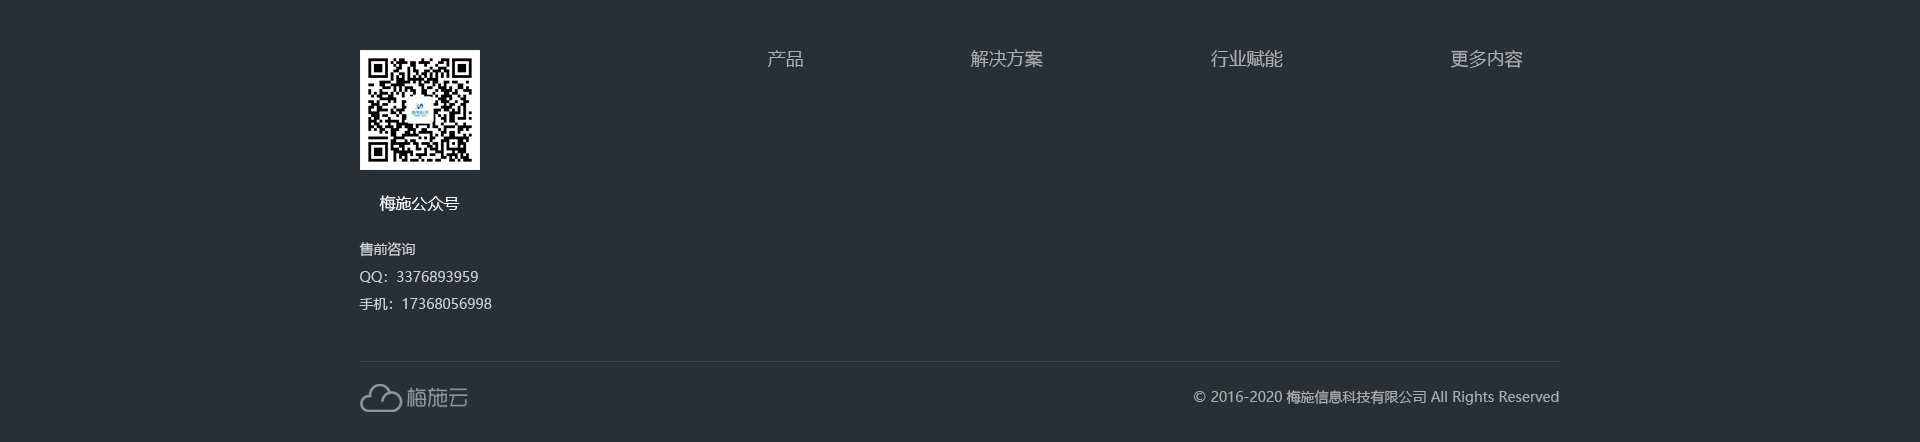 产品
解决方案
行业赋能
更多内容
梅施公众号
售前咨询
QQ：3376893959
手机：17368056998
梅施云
© 2016-2020 梅施信息科技有限公司 All Rights Reserved